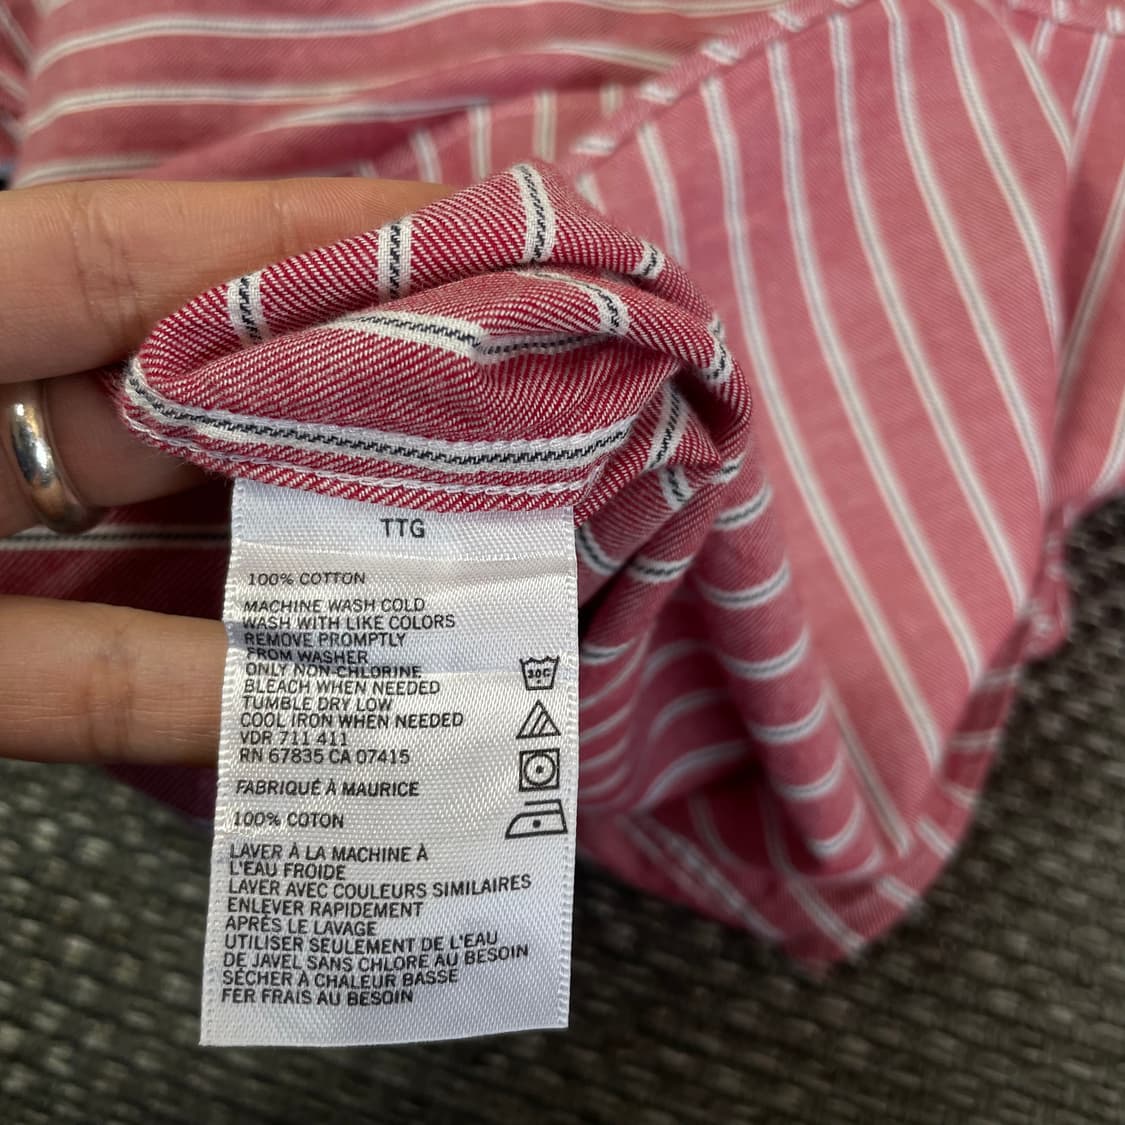 TTG
100% COTTON
MACHINE WASH COLD
WASH WITH LIKE COLORS
REMOVE PROMPTLY
FROM WASHER
ONLY NON-CHLORINE
BLEACH WHEN NEEDED
TUMBLE DRY LOW
COOL IRON WHEN NEEDED
VDR 711 411
RN 67835 CA 07415
30C
FABRIQUÉ À MAURICE
100% COTON
LAVER À LA MACHINE À
L'EAU FROIDE
LAVER AVEC COULEURS SIMILAIRES
ENLEVER RAPIDEMENT
APRÈS LE LAVAGE
UTILISER SEULEMENT DE L'EAU
DE JAVEL SANS CHLORE AU BESOIN
SÉCHER À CHALEUR BASSE
FER FRAIS AU BESOIN